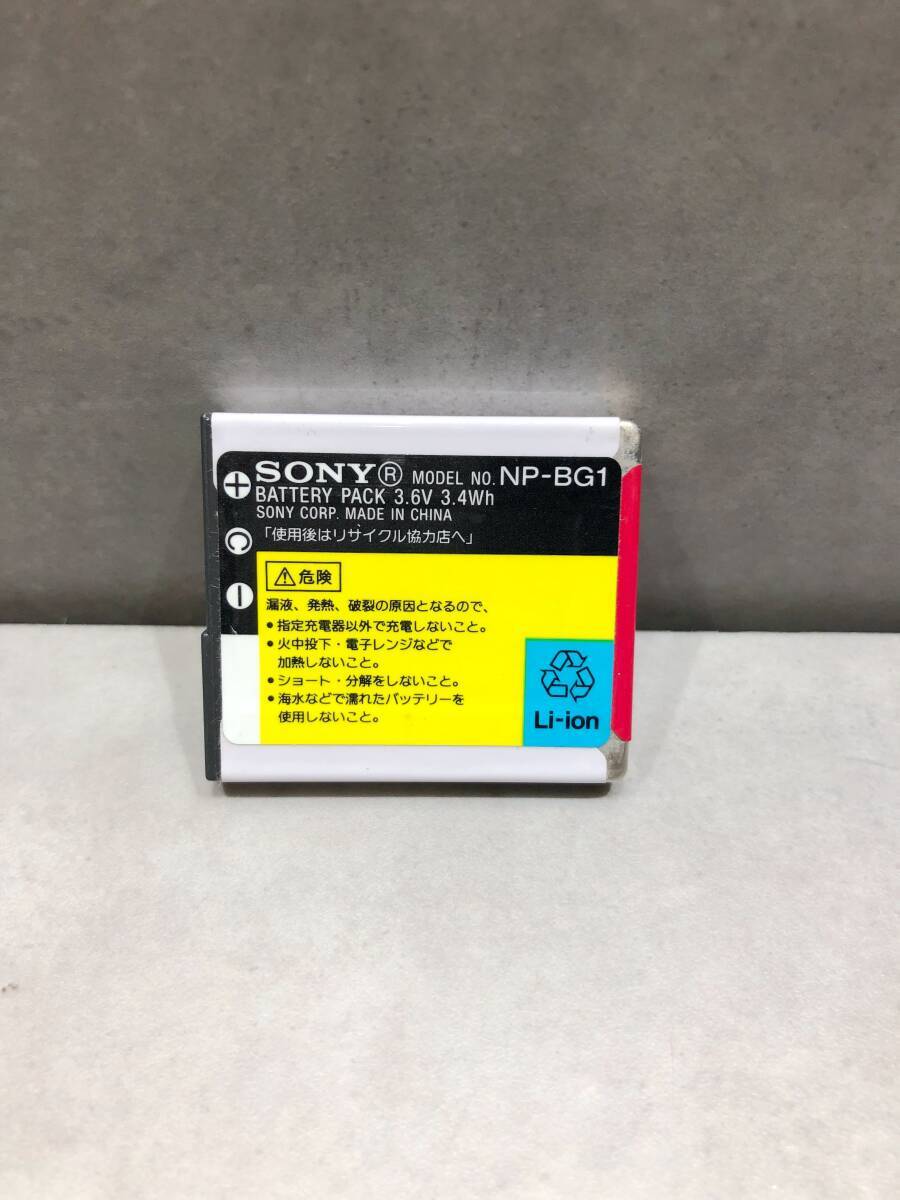 SONY® MODEL NO. NP-BG1
BATTERY PACK 3.6V 3.4Wh
SONY CORP. MADE IN CHINA
「使用後はリサイクル協力店へ」
⚠危険
漏液、発熱、破裂の原因となるので、
●指定充電器以外で充電しないこと。
●火中投下・電子レンジなどで
加熱しないこと。
●ショート・分解をしないこと。
●海水などで濡れたバッテリーを
使用しないこと。
Li-ion